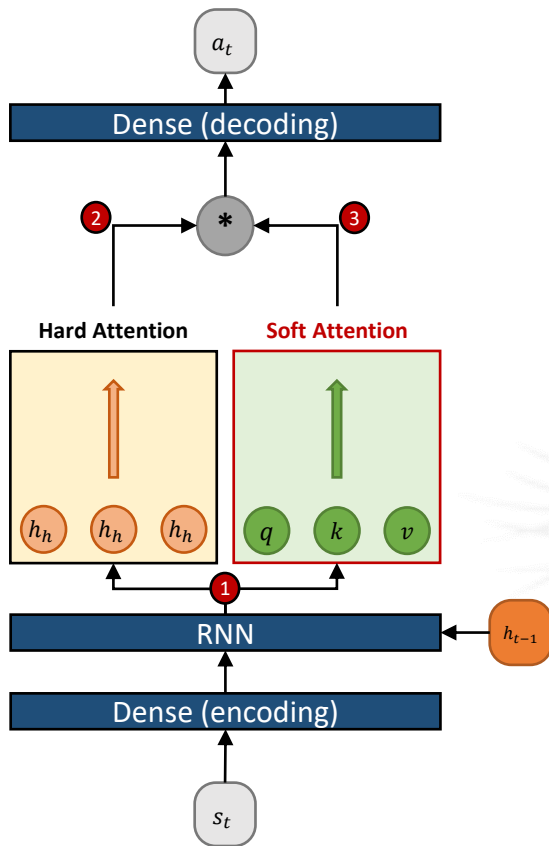 a_t
Dense (decoding)
2
*
3
Hard Attention
Soft Attention
h_h h_h h_h
q k v
1
RNN
h_{t-1}
Dense (encoding)
s_t